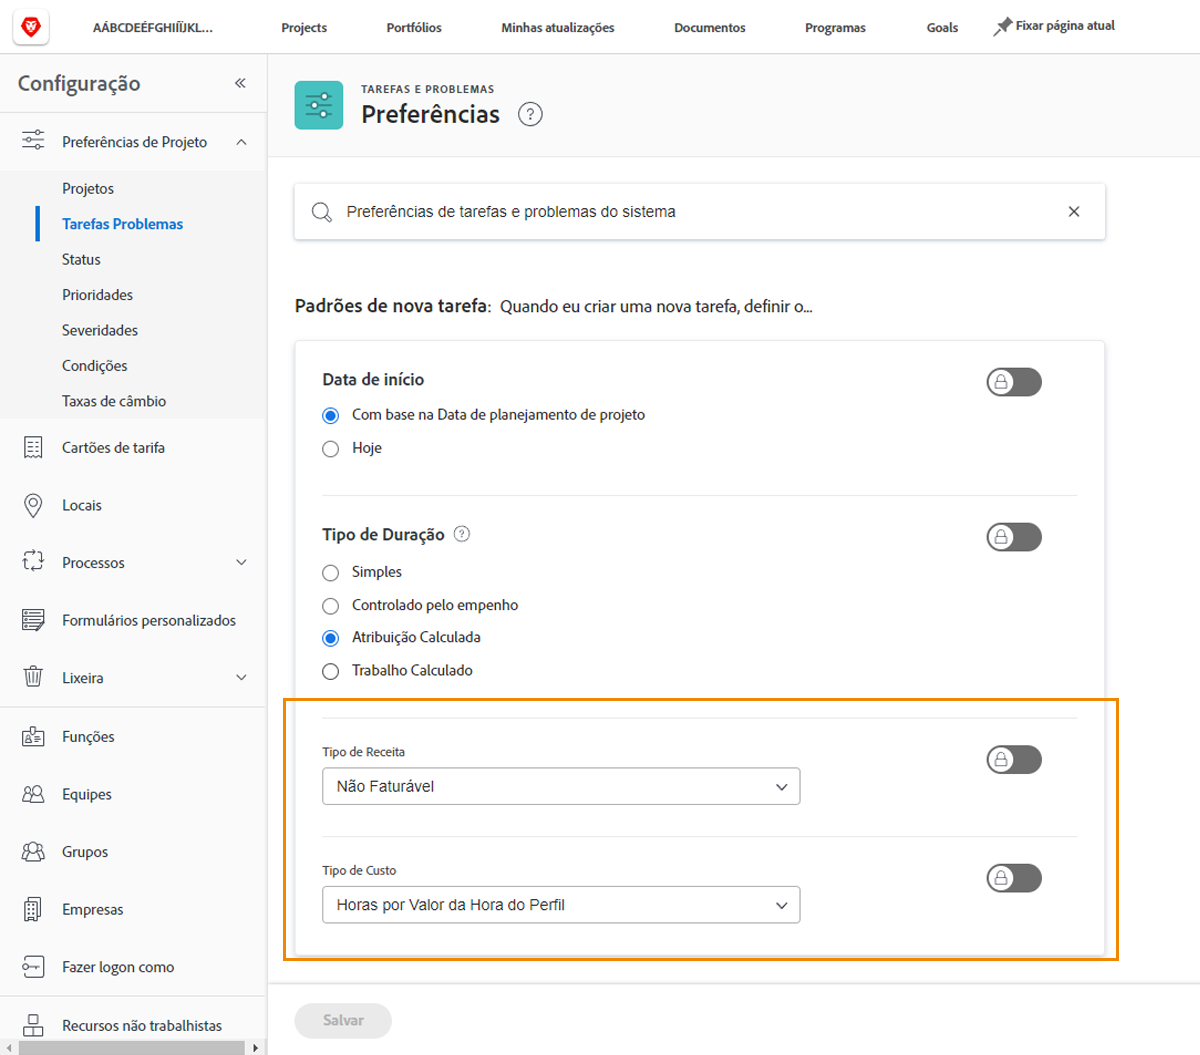 AÁBCDEÉFGHIÍÏJKL...
Projects
Portfólios
Minhas atualizações
Documentos
Programas
Goals
Fixar página atual
Configuração
Preferências de Projeto
Projetos
Tarefas Problemas
Status
Prioridades
Severidades
Condições
Taxas de câmbio
Cartões de tarifa
Locais
Processos
Formulários personalizados
Lixeira
Funções
Equipes
Grupos
Empresas
Fazer logon como
Recursos não trabalhistas
TAREFAS E PROBLEMAS
Preferências ?
Preferências de tarefas e problemas do sistema
Padrões de nova tarefa: Quando eu criar uma nova tarefa, definir o...
Data de início
Com base na Data de planejamento de projeto
Hoje
Tipo de Duração ?
Simples
Controlado pelo empenho
Atribuição Calculada
Trabalho Calculado
Tipo de Receita
Não Faturável
Tipo de Custo
Horas por Valor da Hora do Perfil
Salvar